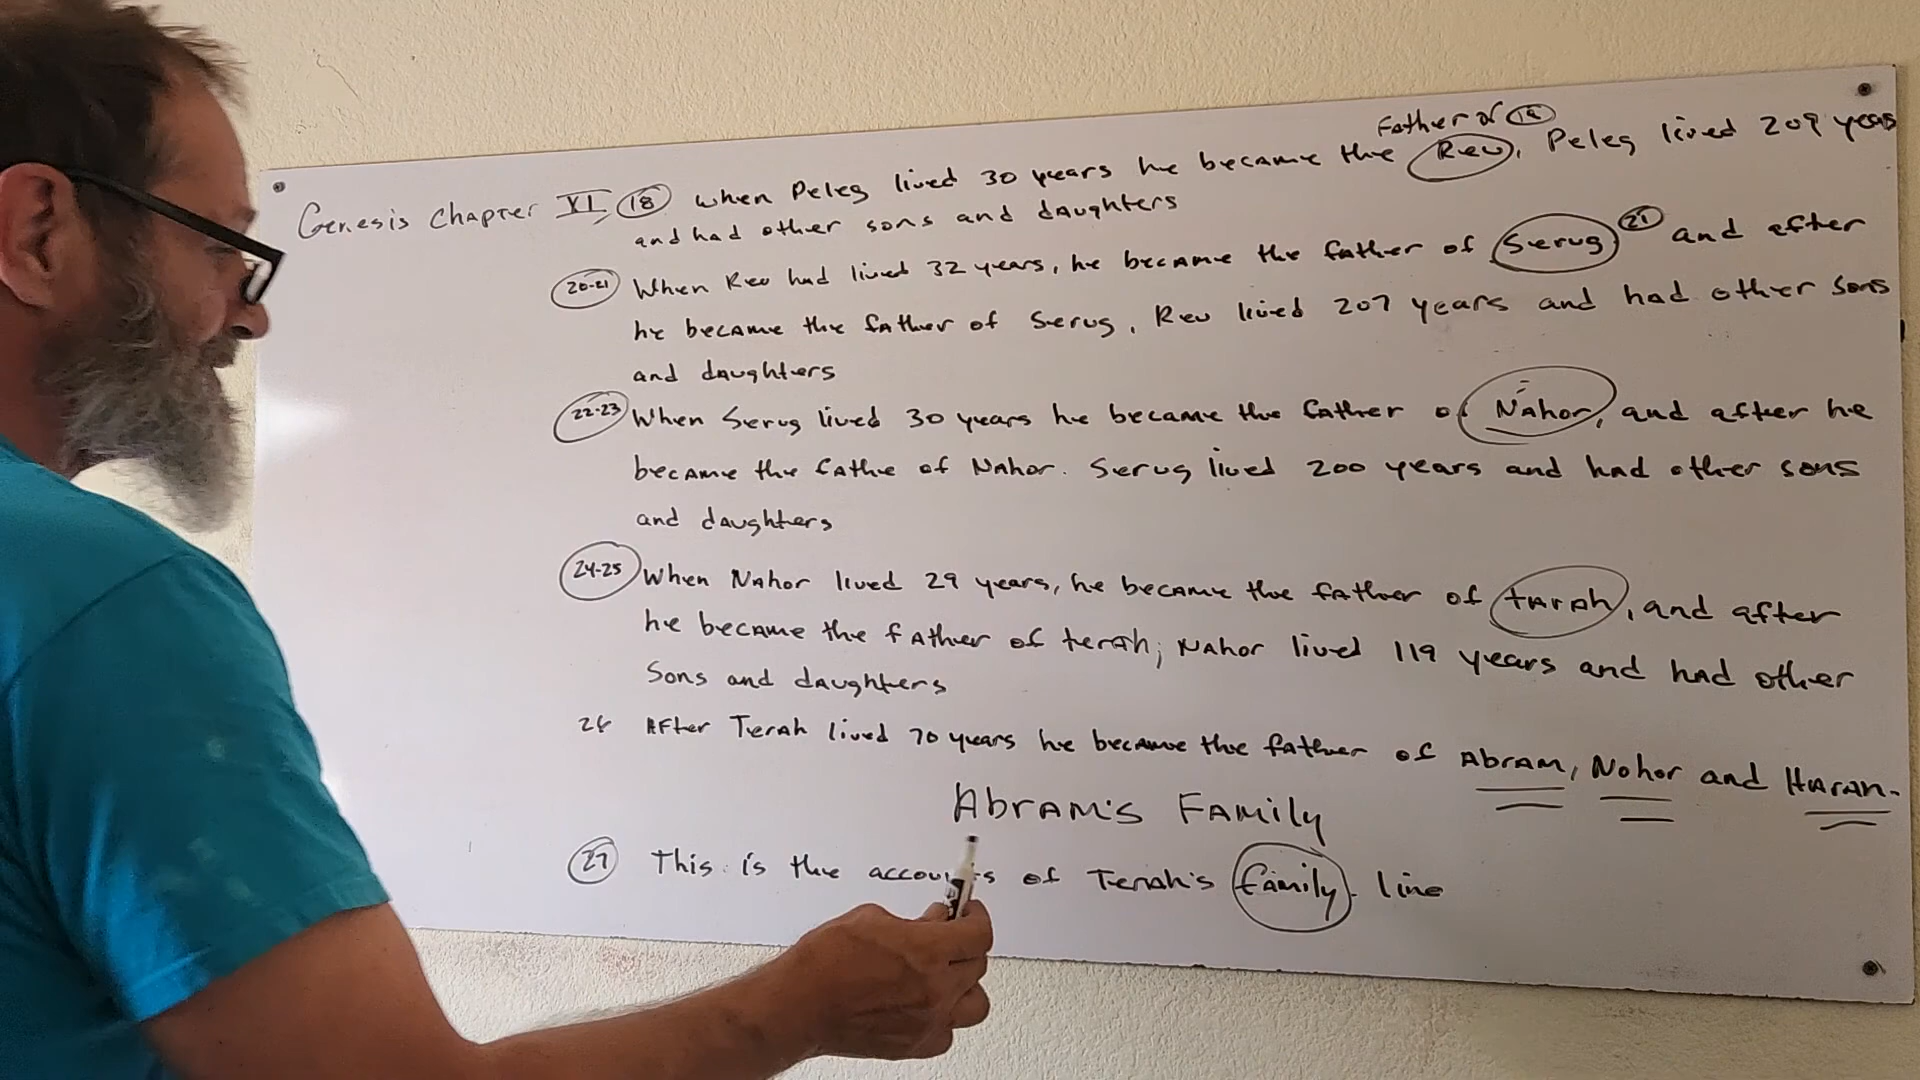 Father of 19
Genesis Chapter XI, 18 when Peleg lived 30 years he became the Reu, Peleg lived 209 years
and had other sons and daughters
20-21 When Reu had lived 32 years, he became the father of Serug 21 and after
he became the father of Serug, Reu lived 207 years and had other sons
and daughters
22-23 When Serug lived 30 years he became the father of Nahor, and after he
became the fathe of Nahor. Serug lived 200 years and had other sons
and daughters
24-25 When Nahor lived 29 years, he became the father of tarah, and after
he became the father of terah; Nahor lived 119 years and had other
Sons and daughters
26 After Terah lived 70 years he became the father of Abram, Nohor and Haran.
Abram's Family
27 This is the accounts of Terah's family line